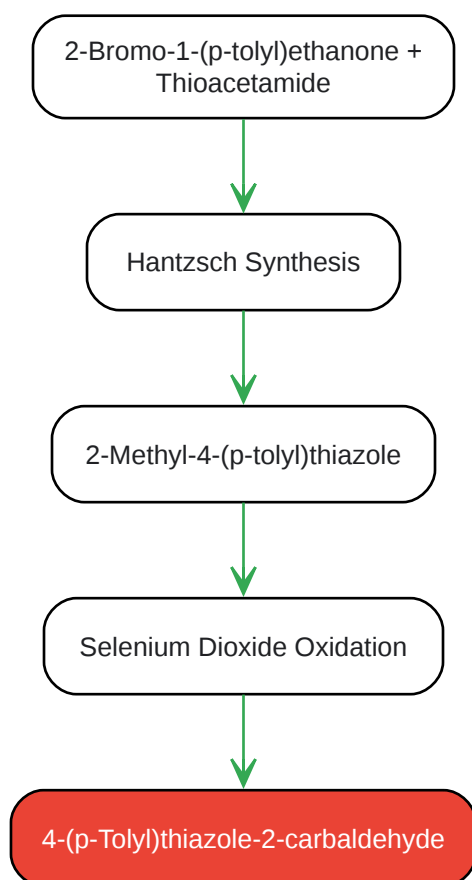 2-Bromo-1-(p-tolyl)ethanone +
Thioacetamide
Hantzsch Synthesis
2-Methyl-4-(p-tolyl)thiazole
Selenium Dioxide Oxidation
4-(p-Tolyl)thiazole-2-carbaldehyde